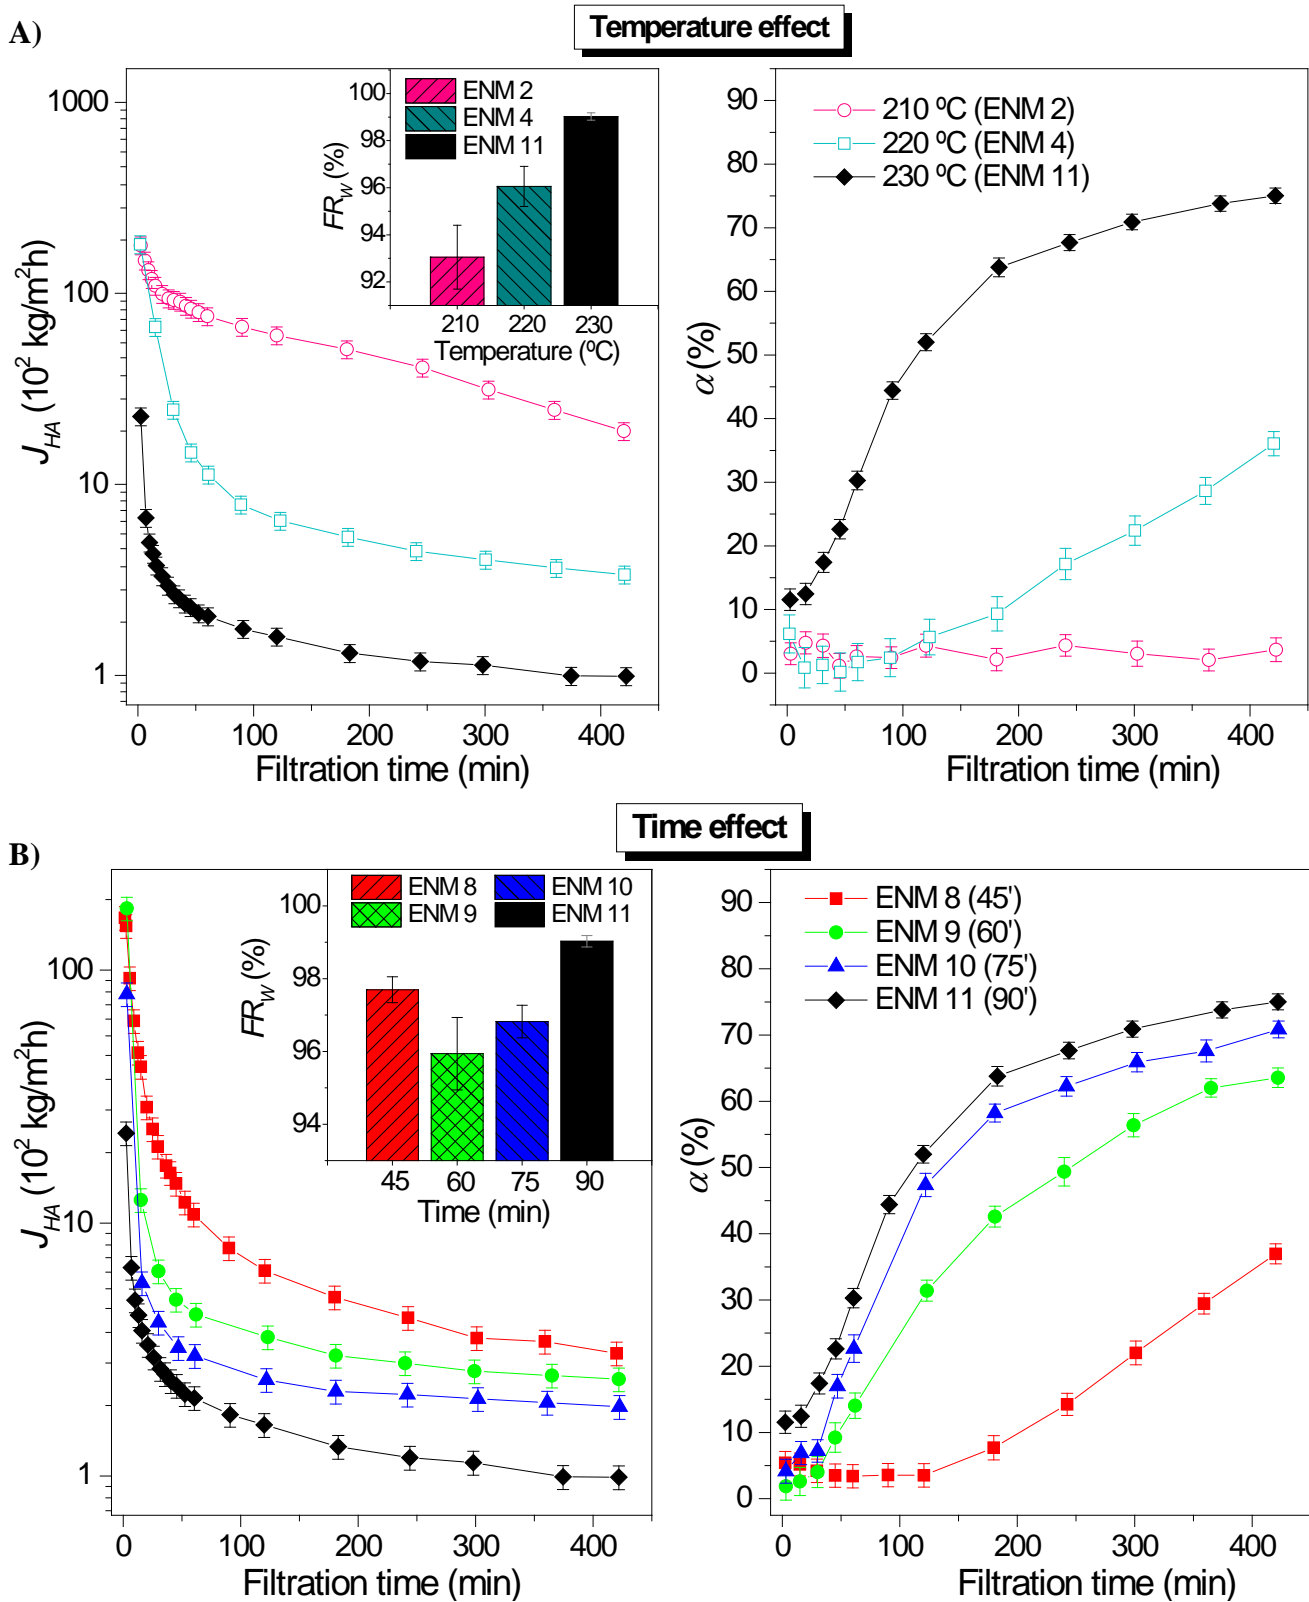 Temperature effect
A)
1000
100
10
1
J_HA (10² kg/m²h)
0 100 200 300 400
Filtration time (min)
ENM 2
ENM 4
ENM 11
100
98
96
94
92
FR_W (%)
210 220 230
Temperature (ºC)
90
80
70
60
50
40
30
20
10
0
α (%)
210 ºC (ENM 2)
220 ºC (ENM 4)
230 ºC (ENM 11)
0 100 200 300 400
Filtration time (min)
Time effect
B)
100
10
1
J_HA (10² kg/m²h)
0 100 200 300 400
Filtration time (min)
ENM 8 ENM 10
ENM 9 ENM 11
100
98
96
94
FR_W (%)
45 60 75 90
Time (min)
90
80
70
60
50
40
30
20
10
0
α (%)
ENM 8 (45')
ENM 9 (60')
ENM 10 (75')
ENM 11 (90')
0 100 200 300 400
Filtration time (min)